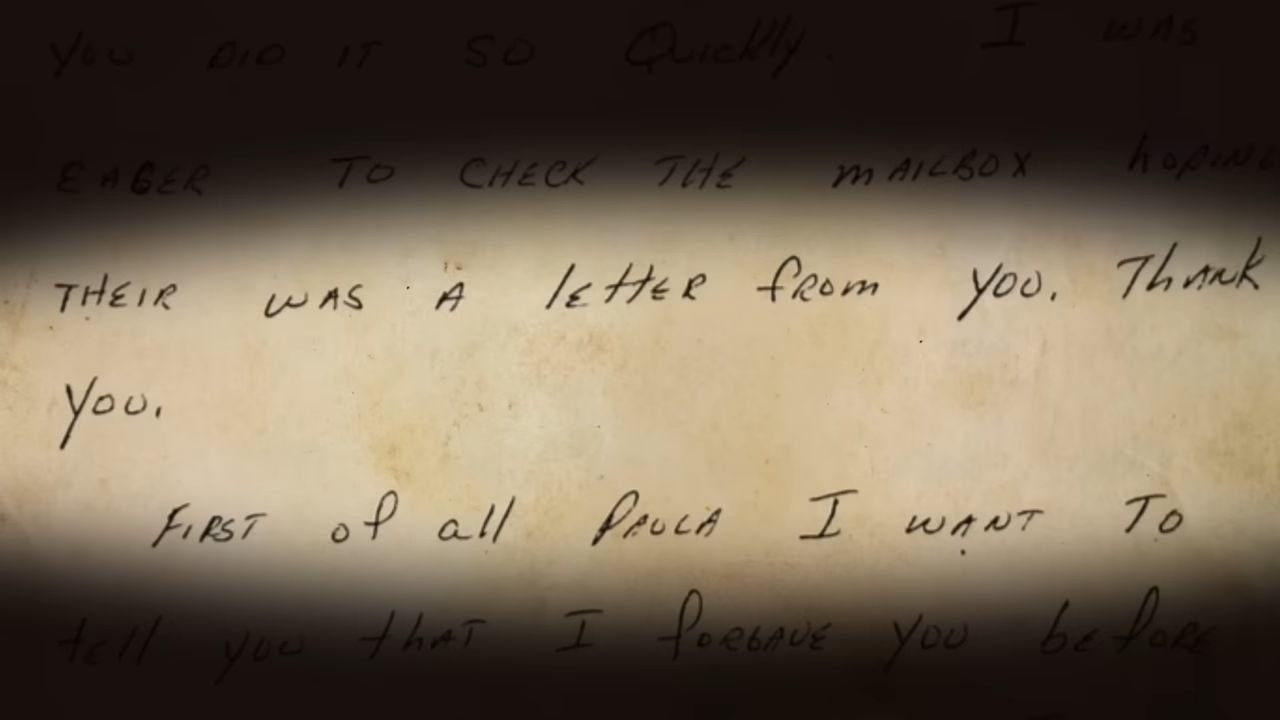 You DID IT SO Quickly. I WAS
EAGER TO CHECK THE MAILBOX hoping
THEIR WAS A lETTER from you. Thank
you.
FIRST of all PAULA I WANT TO
tell you that I forgave you before